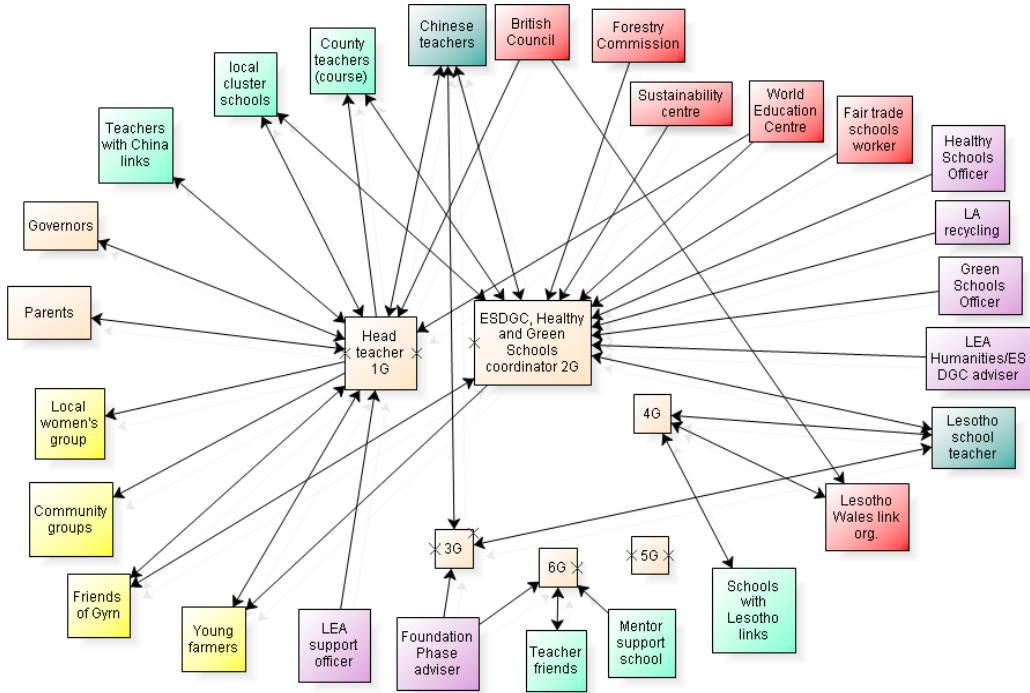 Chinese
teachers
British
Council
Forestry
Commission
County
teachers
(course)
local
cluster
schools
Sustainability
centre
World
Education
Centre
Fair trade
schools
worker
Teachers
with China
links
Healthy
Schools
Officer
Governors
LA
recycling
Green
Schools
Officer
Parents
Head
teacher
1G
ESDGC, Healthy
and Green
Schools
coordinator 2G
LEA
Humanities/ES
DGC adviser
Local
women's
group
4G
Lesotho
school
teacher
Community
groups
Lesotho
Wales link
org.
3G
6G
5G
Friends
of Gyrn
Young
farmers
LEA
support
officer
Foundation
Phase
adviser
Teacher
friends
Mentor
support
school
Schools
with
Lesotho
links